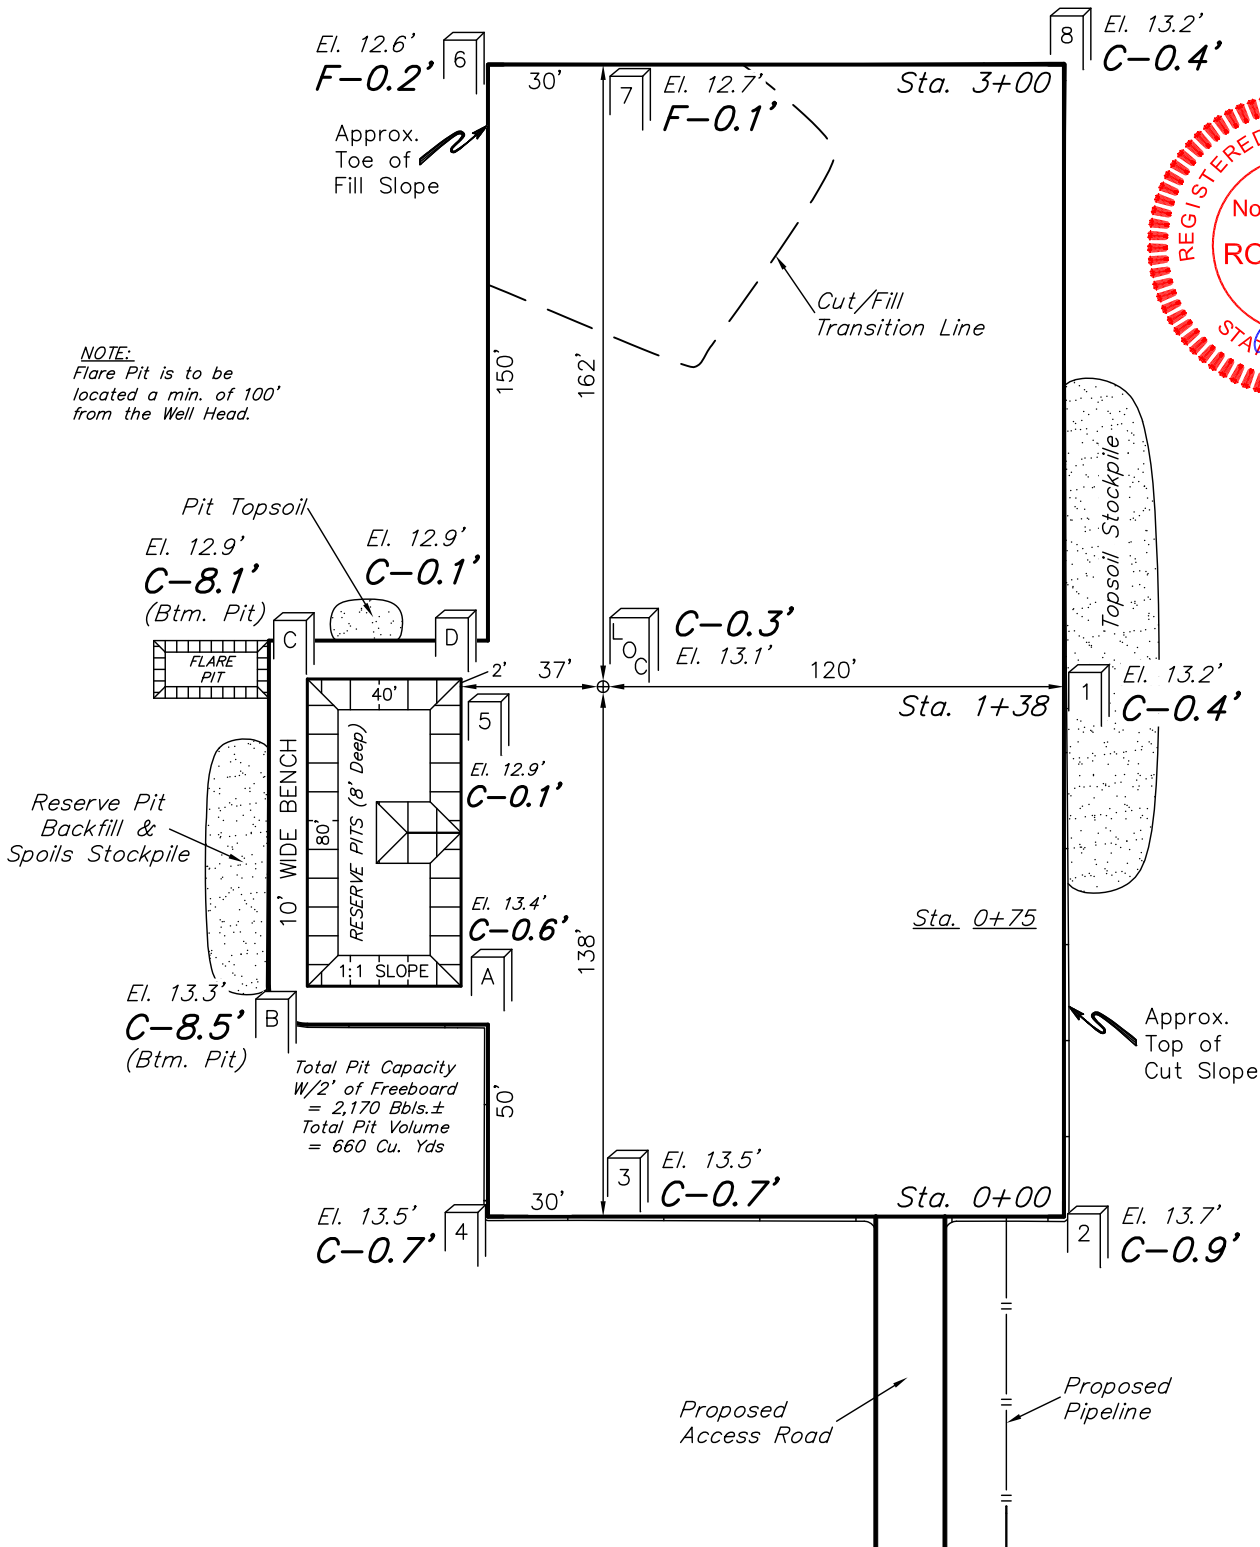 El. 12.6'
F-0.2'
6
30'
7
El. 12.7'
F-0.1'
Sta. 3+00
8
El. 13.2'
C-0.4'
Approx.
Toe of
Fill Slope
REGISTERED
No
STA
Cut/Fill
Transition Line
150'
162'
NOTE:
Flare Pit is to be
located a min. of 100'
from the Well Head.
Topsoil Stockpile
Pit Topsoil
El. 12.9'
C-8.1'
(Btm. Pit)
El. 12.9'
C-0.1'
C
D
LOC
C-0.3'
El. 13.1'
FLARE
PIT
2'
40'
37'
120'
Sta. 1+38
1
El. 13.2'
C-0.4'
5
El. 12.9'
C-0.1'
10' WIDE BENCH
80'
RESERVE PITS (8' Deep)
Reserve Pit
Backfill &
Spoils Stockpile
El. 13.4'
C-0.6'
138'
Sta. 0+75
1:1 SLOPE
A
El. 13.3'
C-8.5'
(Btm. Pit)
B
Approx.
Top of
Cut Slope
Total Pit Capacity
W/2' of Freeboard
= 2,170 Bbls.±
Total Pit Volume
= 660 Cu. Yds
50'
3
El. 13.5'
C-0.7'
Sta. 0+00
30'
El. 13.5'
C-0.7'
4
2
El. 13.7'
C-0.9'
Proposed
Access Road
Proposed
Pipeline